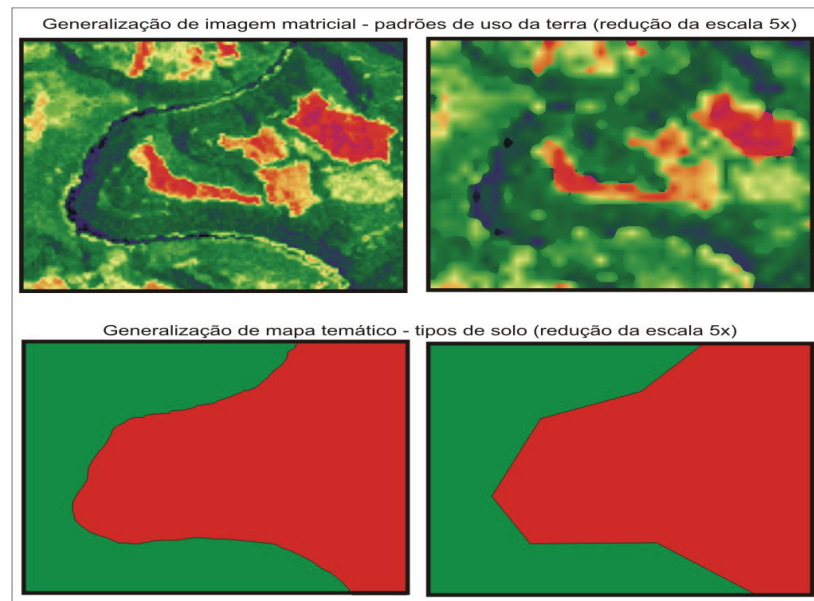 Generalização de imagem matricial - padrões de uso da terra (redução da escala 5x)
Generalização de mapa temático - tipos de solo (redução da escala 5x)